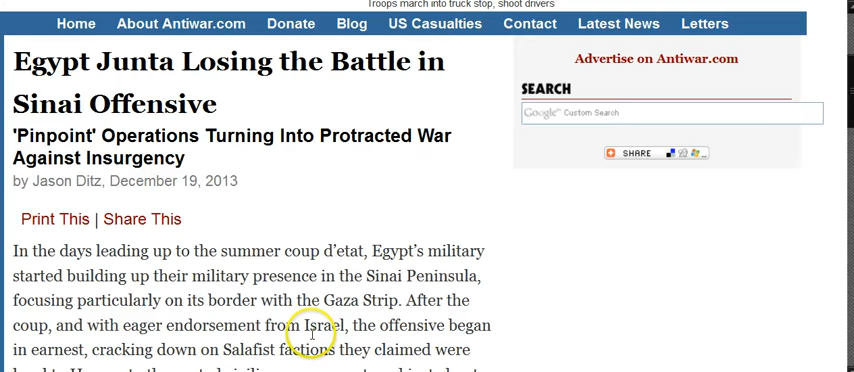 Troops march into truck stop, shoot drivers
Home About Antiwar.com Donate Blog US Casualties Contact Latest News Letters
Egypt Junta Losing the Battle in
Sinai Offensive
'Pinpoint' Operations Turning Into Protracted War
Against Insurgency
by Jason Ditz, December 19, 2013
Print This | Share This
In the days leading up to the summer coup d’etat, Egypt’s military
started building up their military presence in the Sinai Peninsula,
focusing particularly on its border with the Gaza Strip. After the
coup, and with eager endorsement from Israel, the offensive began
in earnest, cracking down on Salafist factions they claimed were
Advertise on Antiwar.com
SEARCH
Google™ Custom Search
SHARE